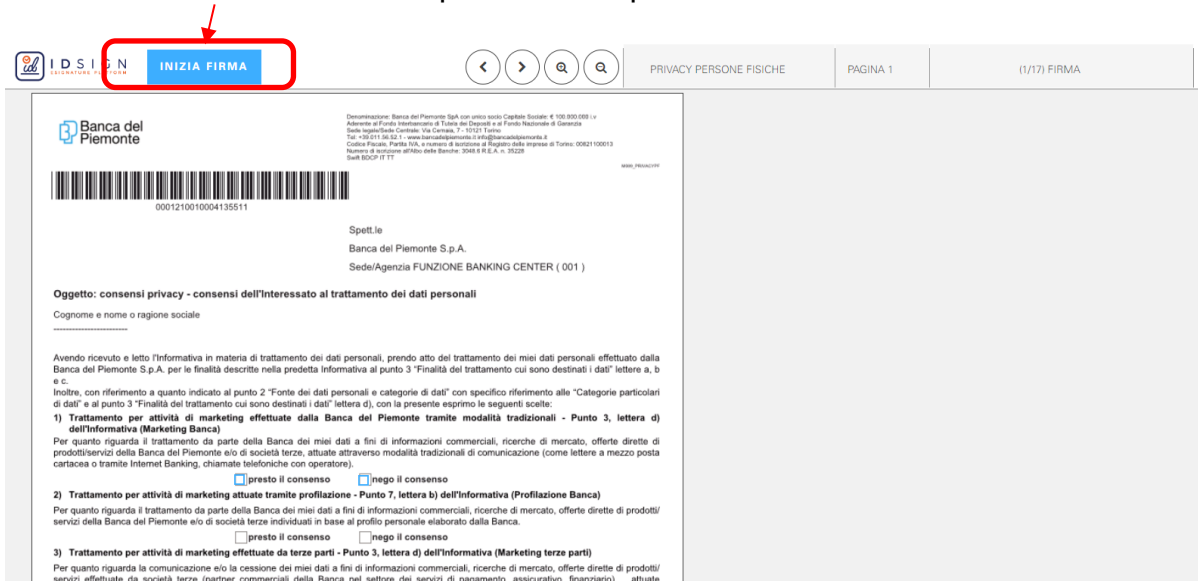 IDSIGN
SSIGNATURE PLATFORM
INIZIA FIRMA
PRIVACY PERSONE FISICHE
PAGINA 1
(1/17) FIRMA
Banca del
Piemonte
Denominazione: Banca del Piemonte SpA con unico socio Capitale Sociale: € 100.000.000 i.v
Aderente al Fondo Interbancario di Tutela dei Depositi e al Fondo Nazionale di Garanzia
Sede legale/Sede Centrale: Via Cernaia, 7 - 10121 Torino
Tel: +39 011.56.52.1 - www.bancadelpiemonte.it info@bancadelpiemonte.it
Codice Fiscale, Partita IVA, e numero di iscrizione al Registro delle imprese di Torino: 00821100013
Numero di iscrizione all'Albo delle Banche: 3048.6 R.E.A. n. 35228
Swift BDCP IT TT
0001210010004135511
Spett.le
Banca del Piemonte S.p.A.
Sede/Agenzia FUNZIONE BANKING CENTER ( 001 )
Oggetto: consensi privacy - consensi dell'Interessato al trattamento dei dati personali
Cognome e nome o ragione sociale
------------------------
Avendo ricevuto e letto l'Informativa in materia di trattamento dei dati personali, prendo atto del trattamento dei miei dati personali effettuato dalla
Banca del Piemonte S.p.A. per le finalità descritte nella predetta Informativa al punto 3 "Finalità del trattamento cui sono destinati i dati" lettere a, b
e c.
Inoltre, con riferimento a quanto indicato al punto 2 "Fonte dei dati personali e categorie di dati" con specifico riferimento alle "Categorie particolari
di dati" e al punto 3 "Finalità del trattamento cui sono destinati i dati" lettera d), con la presente esprimo le seguenti scelte:
1) Trattamento per attività di marketing effettuate dalla Banca del Piemonte tramite modalità tradizionali - Punto 3, lettera d)
dell'Informativa (Marketing Banca)
Per quanto riguarda il trattamento da parte della Banca dei miei dati a fini di informazioni commerciali, ricerche di mercato, offerte dirette di
prodotti/servizi della Banca del Piemonte e/o di società terze, attuate attraverso modalità tradizionali di comunicazione (come lettere a mezzo posta
cartacea o tramite Internet Banking, chiamate telefoniche con operatore).
presto il consenso nego il consenso
2) Trattamento per attività di marketing attuate tramite profilazione - Punto 7, lettera b) dell'Informativa (Profilazione Banca)
Per quanto riguarda il trattamento da parte della Banca dei miei dati a fini di informazioni commerciali, ricerche di mercato, offerte dirette di prodotti/
servizi della Banca del Piemonte e/o di società terze individuati in base al profilo personale elaborato dalla Banca.
presto il consenso nego il consenso
3) Trattamento per attività di marketing effettuate da terze parti - Punto 3, lettera d) dell'Informativa (Marketing terze parti)
Per quanto riguarda la comunicazione e/o la cessione dei miei dati a fini di informazioni commerciali, ricerche di mercato, offerte dirette di prodotti/
servizi effettuate da società terze (partner commerciali della Banca nel settore dei servizi di pagamento, assicurativo, finanziario) attuate